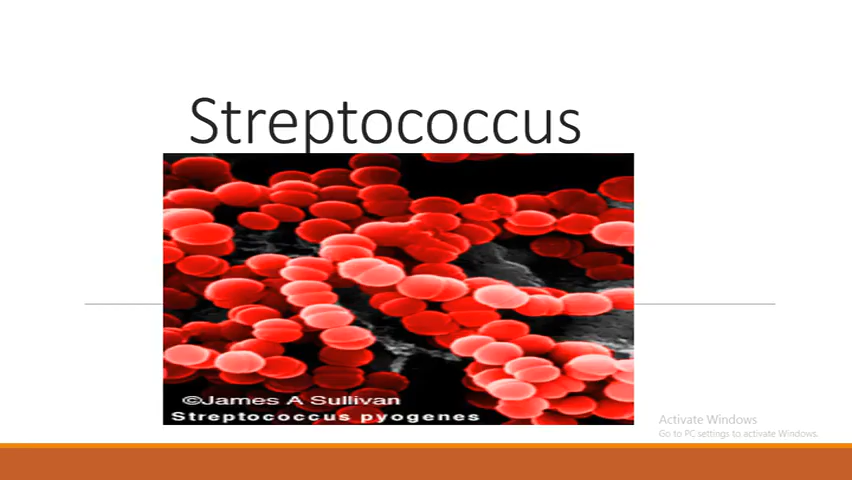 Streptococcus
©James A Sullivan
Streptococcus pyogenes
Activate Windows
Go to PC settings to activate Windows.